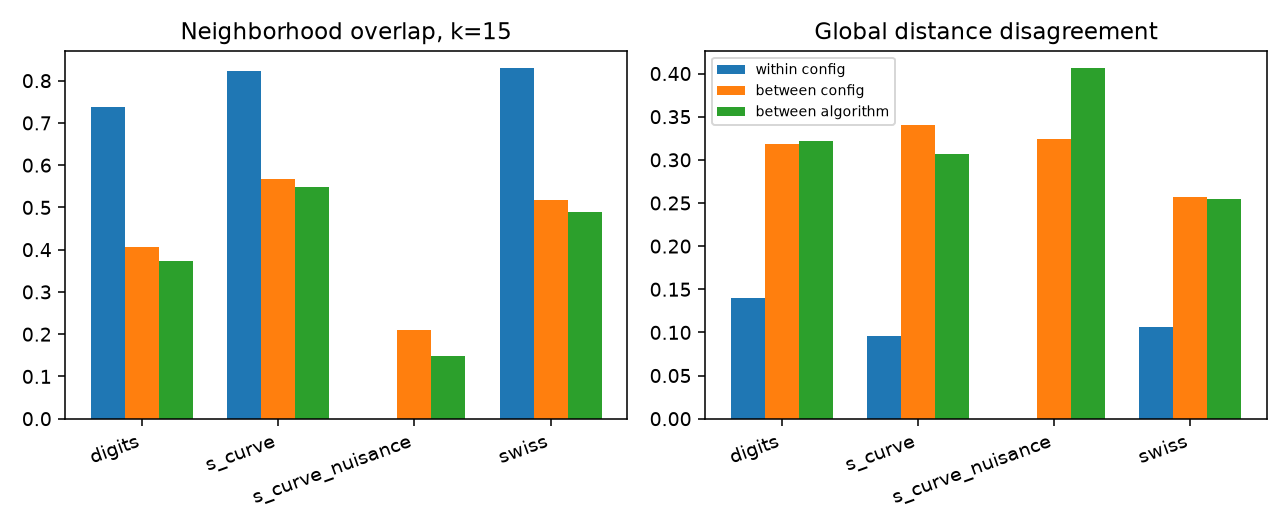 Neighborhood overlap, k=15
0.8
0.7
0.6
0.5
0.4
0.3
0.2
0.1
0.0
digits
s_curve
s_curve_nuisance
swiss
Global distance disagreement
within config
between config
between algorithm
0.40
0.35
0.30
0.25
0.20
0.15
0.10
0.05
0.00
digits
s_curve
s_curve_nuisance
swiss